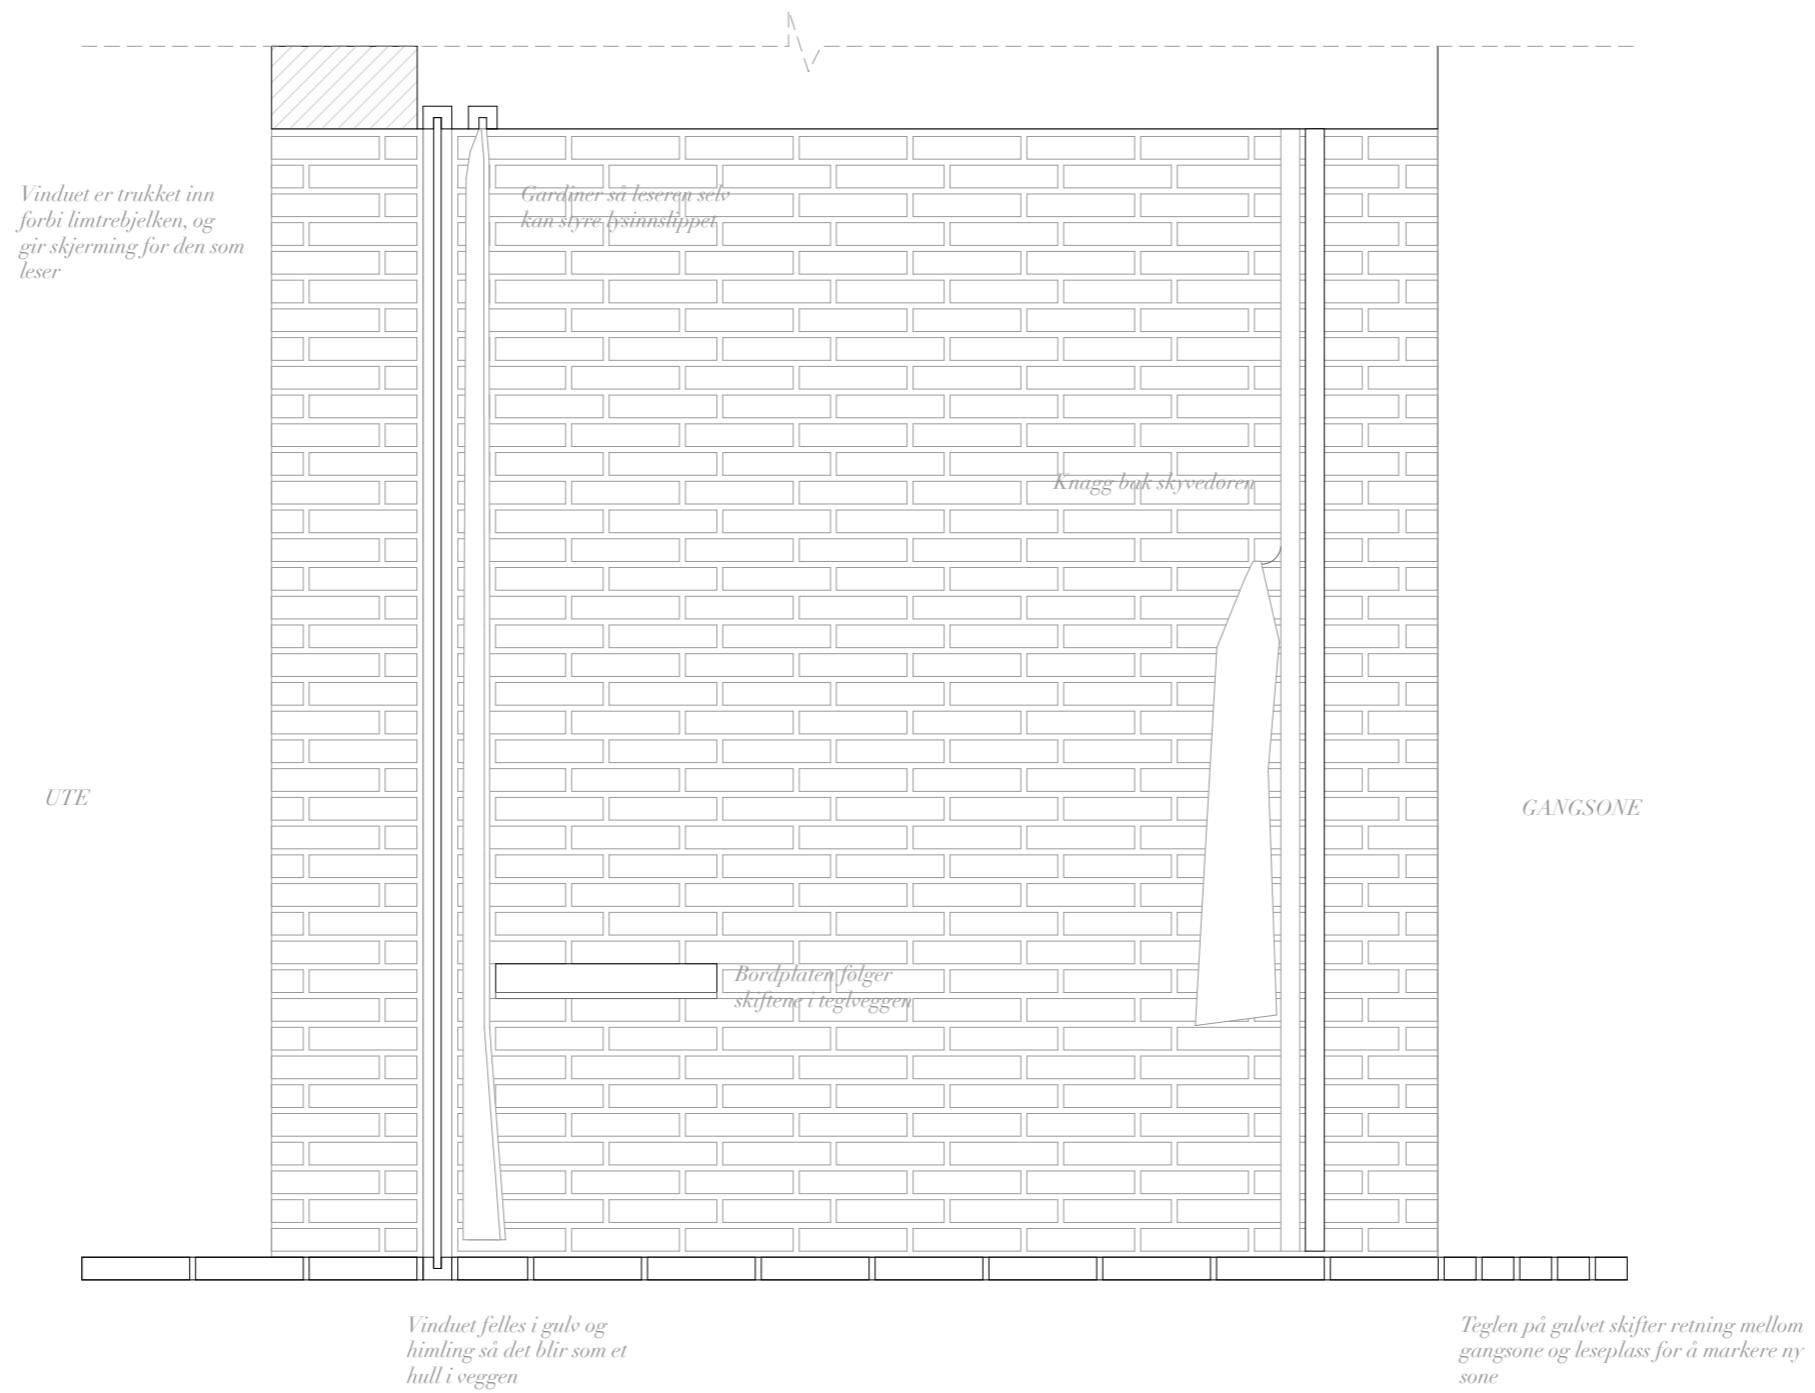 Vinduet er trukket inn
forbi limtrebjelken, og
gir skjerming for den som
leser
Gardiner så leseren selv
kan styre lysinnslippet
Knagg bak skyvedøren
UTE
GANGSONE
Bordplaten følger
skiftene i teglveggen
Vinduet felles i gulv og
himling så det blir som et
hull i veggen
Teglen på gulvet skifter retning mellom
gangsone og leseplass for å markere ny
sone